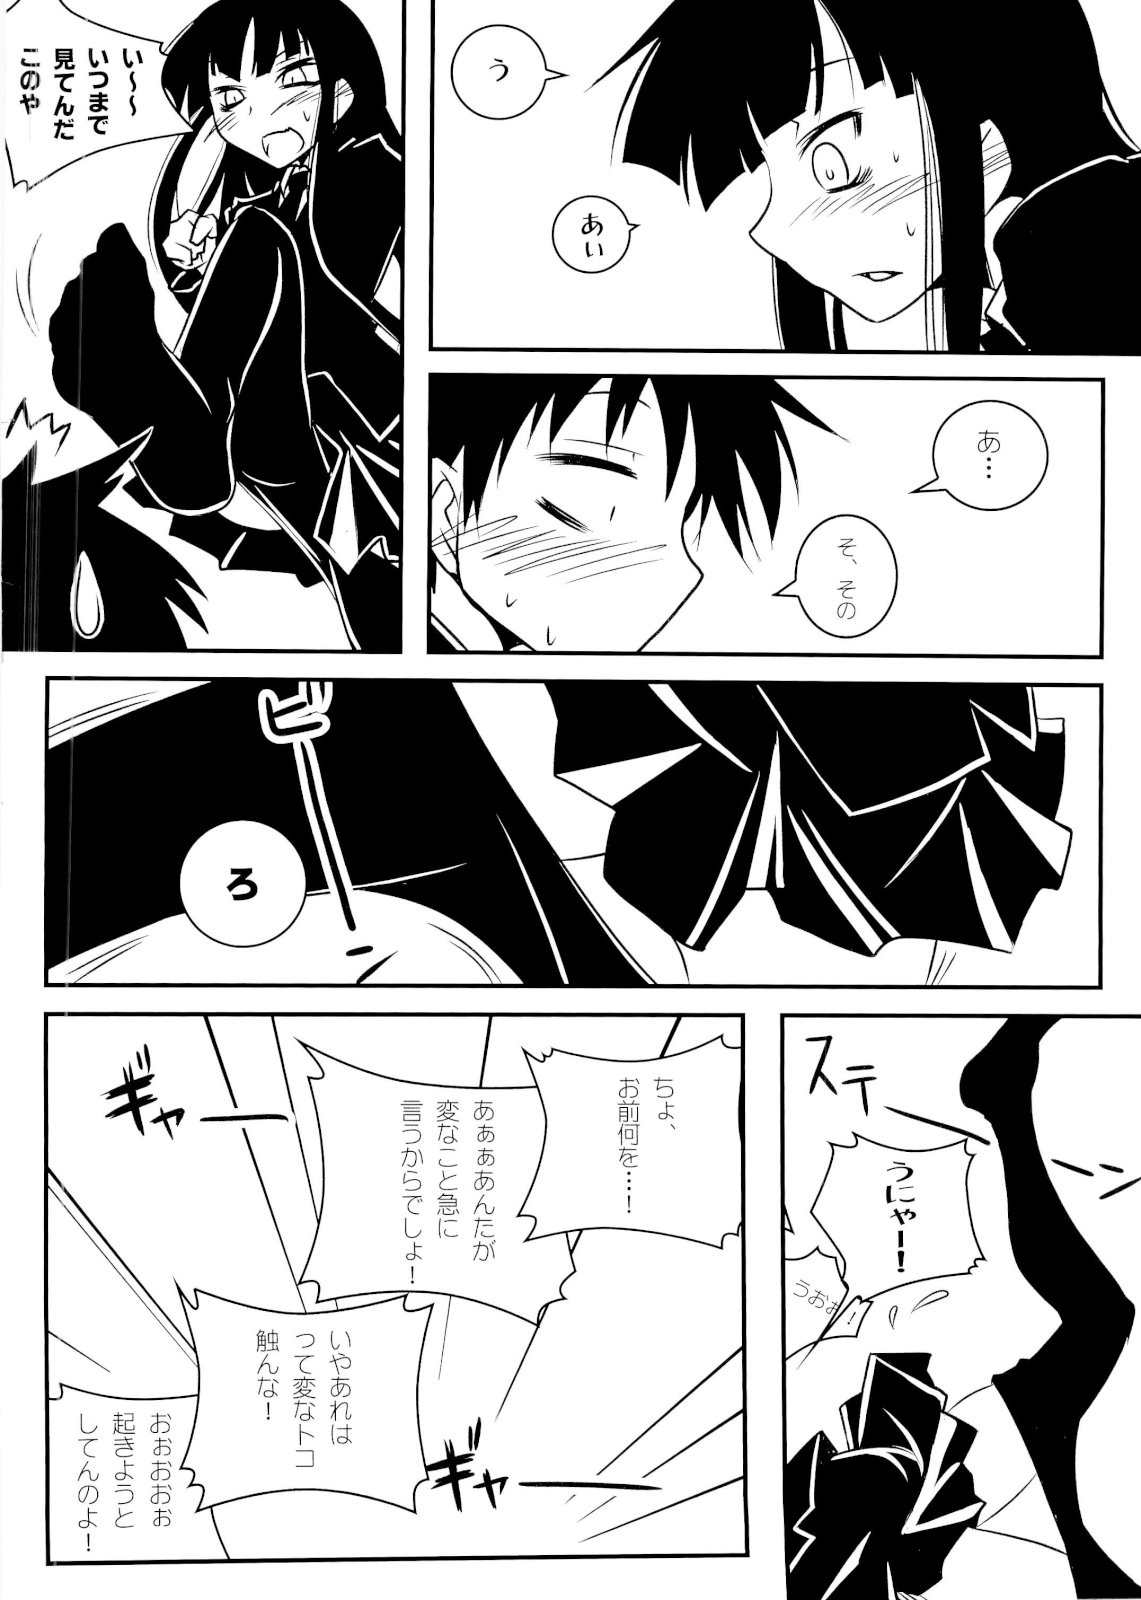 う
あい
い～～
いつまで
見てんだ
このや
あ…
そ、その
ビーン
ろ
ステーン
うにゃー！
うおぉ！
ちょ、
お前何を…！
あぁぁあんたが
変なこと急に
言うからでしょ！
ギャー
いやあれは
って変なトコ
触んな！
ギャー
おぉおおぉ
起きようと
してんのよ！